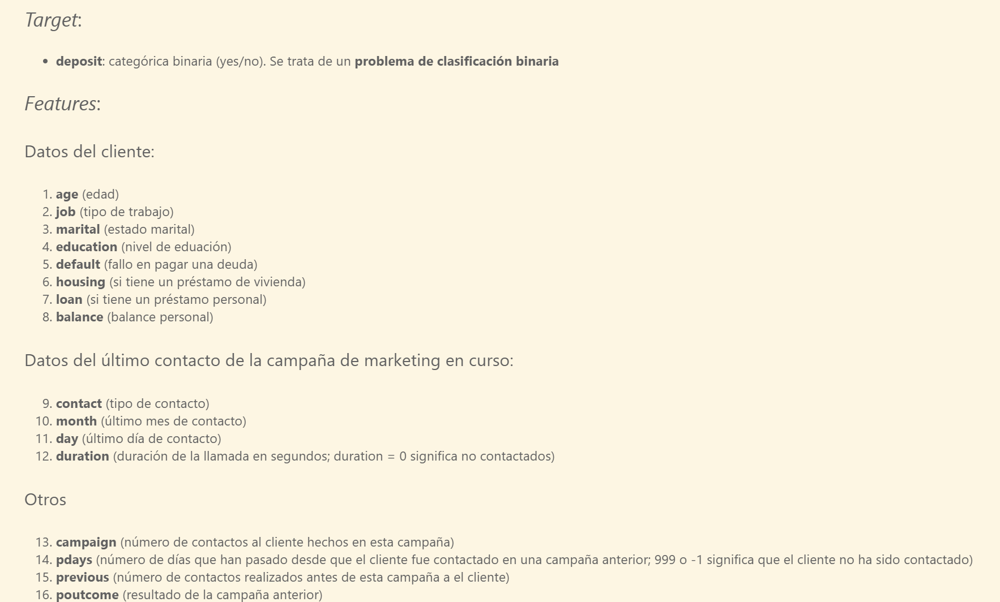 Target:
• deposit: categórica binaria (yes/no). Se trata de un problema de clasificación binaria
Features:
Datos del cliente:
1. age (edad)
2. job (tipo de trabajo)
3. marital (estado marital)
4. education (nivel de eduación)
5. default (fallo en pagar una deuda)
6. housing (si tiene un préstamo de vivienda)
7. loan (si tiene un préstamo personal)
8. balance (balance personal)
Datos del último contacto de la campaña de marketing en curso:
9. contact (tipo de contacto)
10. month (último mes de contacto)
11. day (último día de contacto)
12. duration (duración de la llamada en segundos; duration = 0 significa no contactados)
Otros
13. campaign (número de contactos al cliente hechos en esta campaña)
14. pdays (número de días que han pasado desde que el cliente fue contactado en una campaña anterior; 999 o -1 significa que el cliente no ha sido contactado)
15. previous (número de contactos realizados antes de esta campaña a el cliente)
16. poutcome (resultado de la campaña anterior)